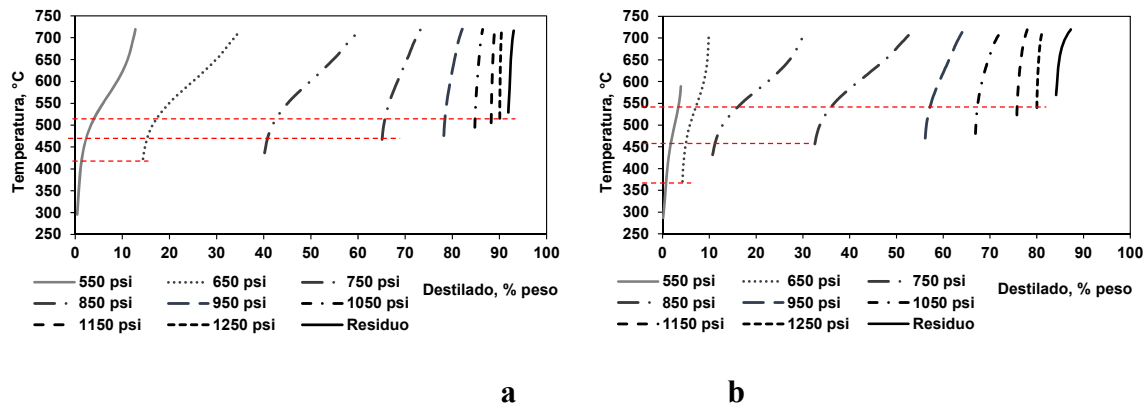 Temperatura, °C
750
700
650
600
550
500
450
400
350
300
250
200
0 10 20 30 40 50 60 70 80 90 100
Destilado, % peso
550 psi 650 psi 750 psi
850 psi 950 psi 1050 psi
1150 psi 1250 psi Residuo
a
Temperatura, °C
750
700
650
600
550
500
450
400
350
300
250
200
0 10 20 30 40 50 60 70 80 90 100
Destilado, % peso
550 psi 650 psi 750 psi
850 psi 950 psi 1050 psi
1150 psi 1250 psi Residuo
b